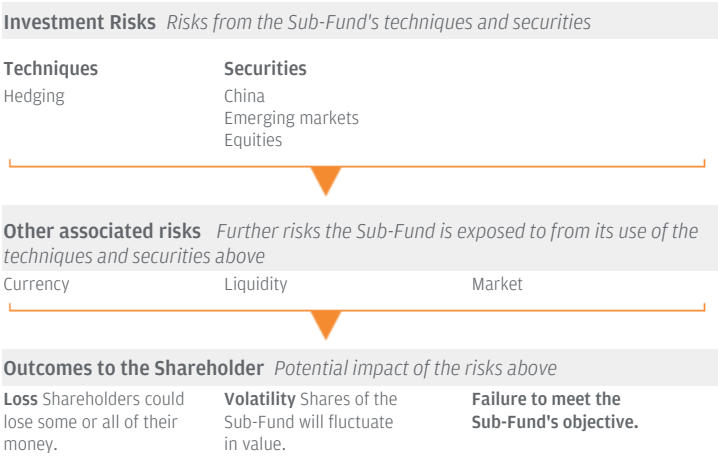 Investment Risks Risks from the Sub-Fund's techniques and securities
Techniques
Hedging
Securities
China
Emerging markets
Equities
Other associated risks Further risks the Sub-Fund is exposed to from its use of the
techniques and securities above
Currency
Liquidity
Market
Outcomes to the Shareholder Potential impact of the risks above
Loss Shareholders could
lose some or all of their
money.
Volatility Shares of the
Sub-Fund will fluctuate
in value.
Failure to meet the
Sub-Fund's objective.